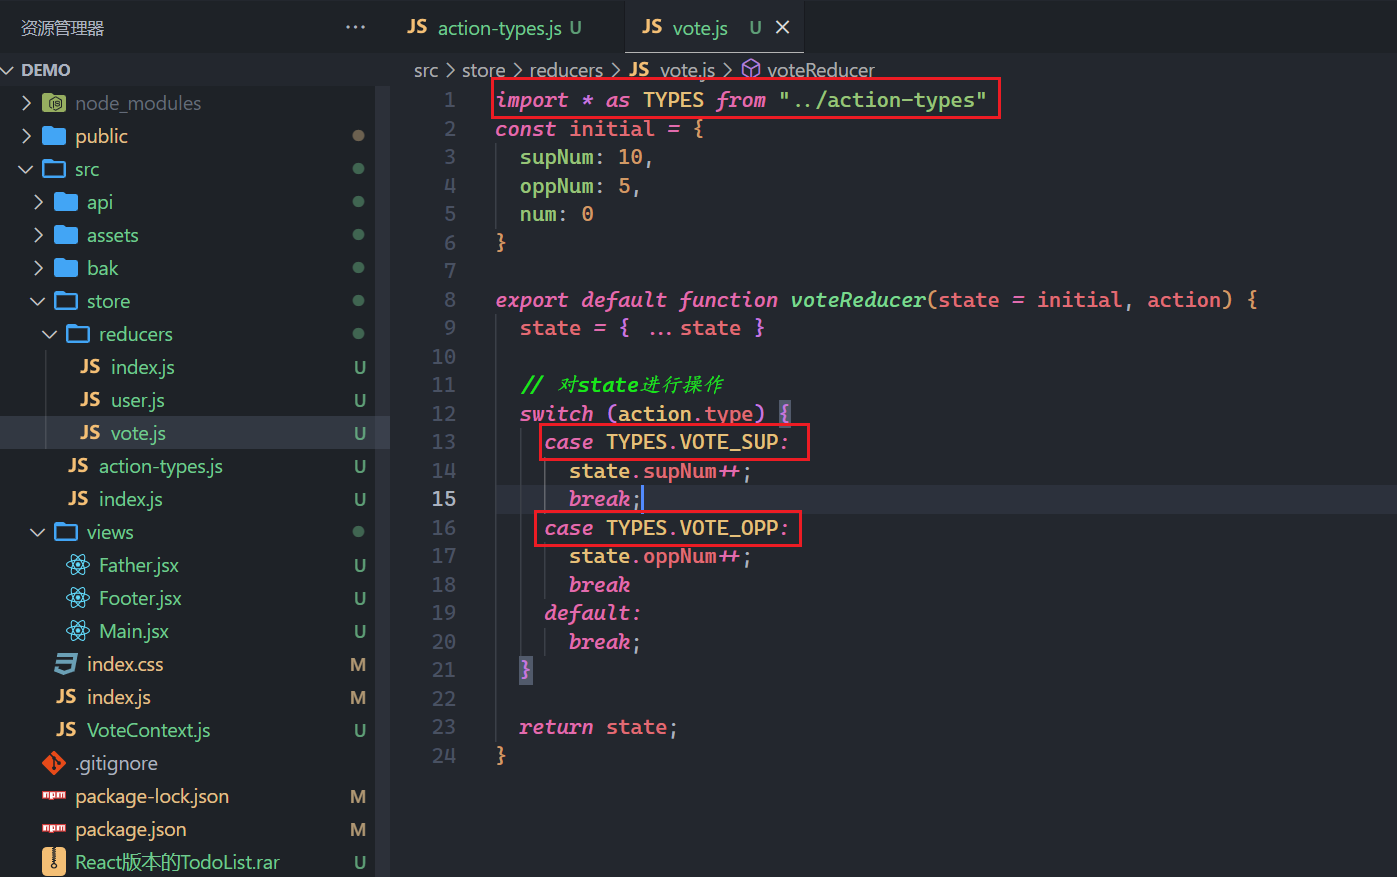 资源管理器 ···
JS action-types.js U
JS vote.js U
DEMO
node_modules
public
src
api
assets
bak
store
reducers
JS index.js U
JS user.js U
JS vote.js U
JS action-types.js U
JS index.js U
views
Father.jsx U
Footer.jsx U
Main.jsx U
index.css M
JS index.js M
JS VoteContext.js U
.gitignore
npm package-lock.json M
npm package.json M
React版本的TodoList.rar U
src > store > reducers > JS vote.js > voteReducer
1 import * as TYPES from "../action-types"
2 const initial = {
3 supNum: 10,
4 oppNum: 5,
5 num: 0
6 }
7
8 export default function voteReducer(state = initial, action) {
9 state = { ...state }
10
11 // 对state进行操作
12 switch (action.type) {
13 case TYPES.VOTE_SUP:
14 state.supNum++;
15 break;
16 case TYPES.VOTE_OPP:
17 state.oppNum++;
18 break
19 default:
20 break;
21 }
22
23 return state;
24 }